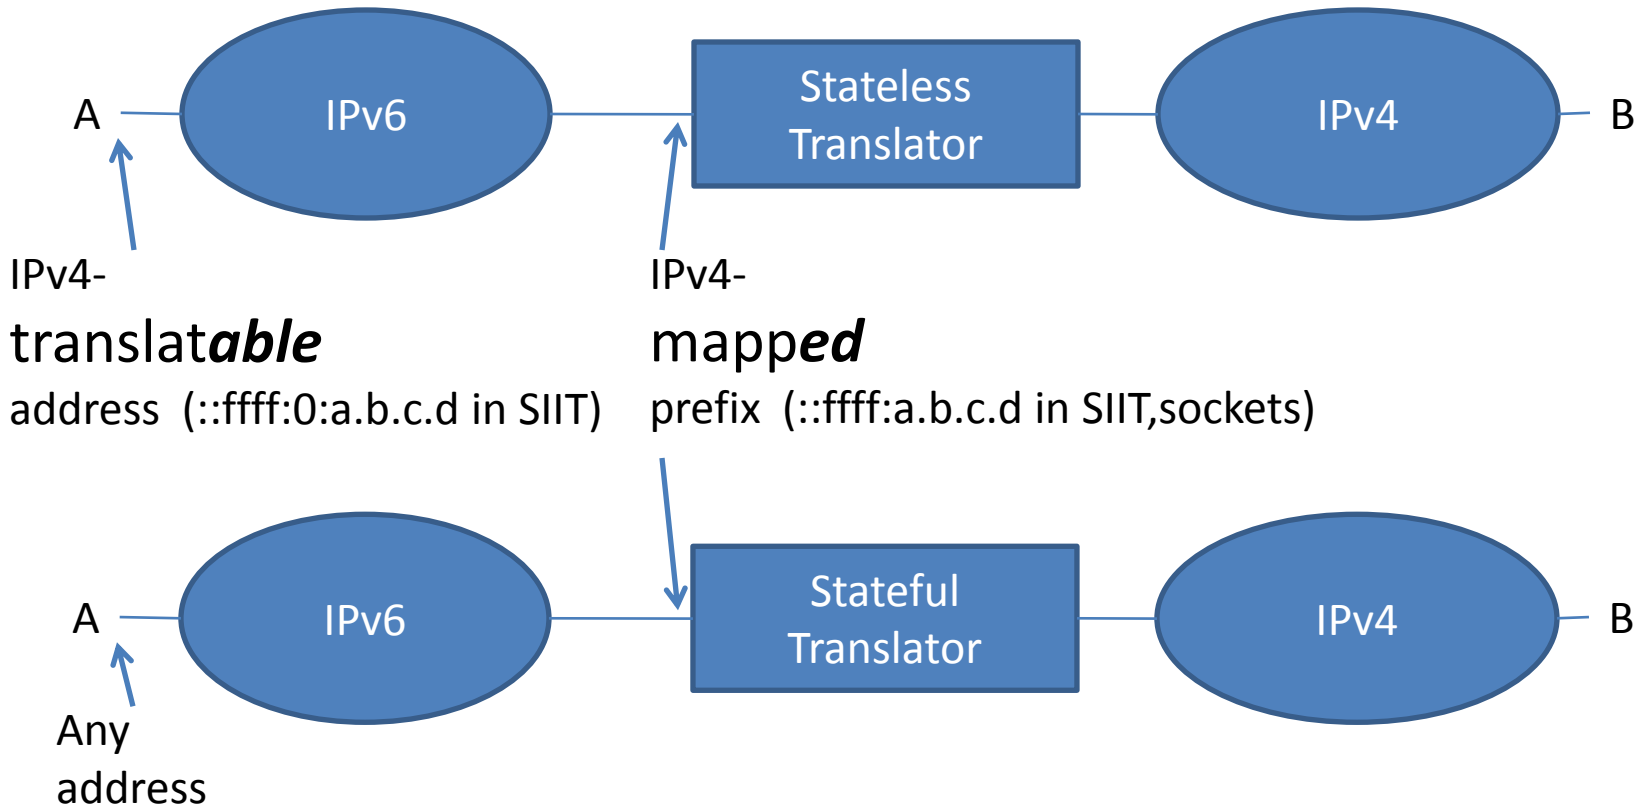 A
IPv6
Stateless
Translator
IPv4
B
IPv4-
translatable
address (::ffff:0:a.b.c.d in SIIT)
IPv4-
mapped
prefix (::ffff:a.b.c.d in SIIT,sockets)
A
IPv6
Stateful
Translator
IPv4
B
Any
address